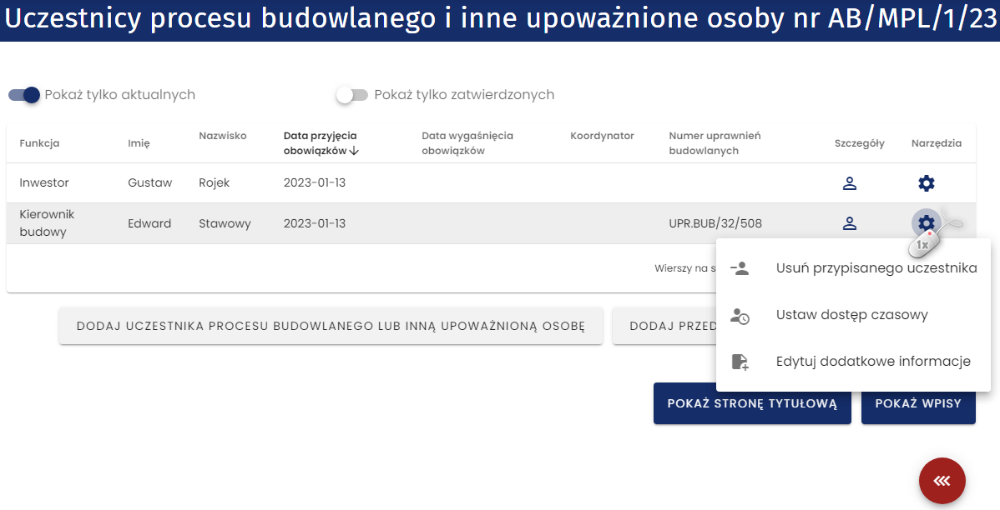 Uczestnicy procesu budowlanego i inne upoważnione osoby nr AB/MPL/1/23
Pokaż tylko aktualnych Pokaż tylko zatwierdzonych
Funkcja Imię Nazwisko Data przyjęcia obowiązków Data wygaśnięcia obowiązków Koordynator Numer uprawnień budowlanych Szczegóły Narzędzia
Inwestor Gustaw Rojek 2023-01-13
Kierownik budowy Edward Stawowy 2023-01-13 UPR.BUB/32/508
1x
Wierszy na s
Usuń przypisanego uczestnika
Ustaw dostęp czasowy
Edytuj dodatkowe informacje
DODAJ UCZESTNIKA PROCESU BUDOWLANEGO LUB INNĄ UPOWAŻNIONĄ OSOBĘ DODAJ PRZED
POKAŻ STRONĘ TYTUŁOWĄ POKAŻ WPISY